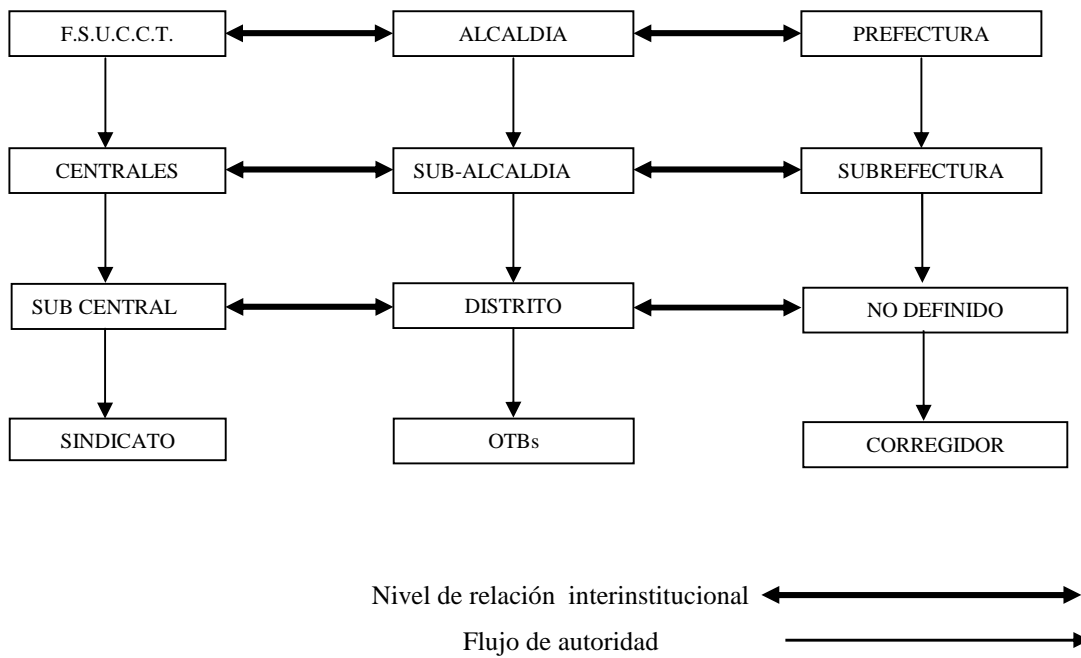 F.S.U.C.C.T.
ALCALDIA
PREFECTURA
CENTRALES
SUB-ALCALDIA
SUBREFECTURA
SUB CENTRAL
DISTRITO
NO DEFINIDO
SINDICATO
OTBs
CORREGIDOR
Nivel de relación interinstitucional
Flujo de autoridad